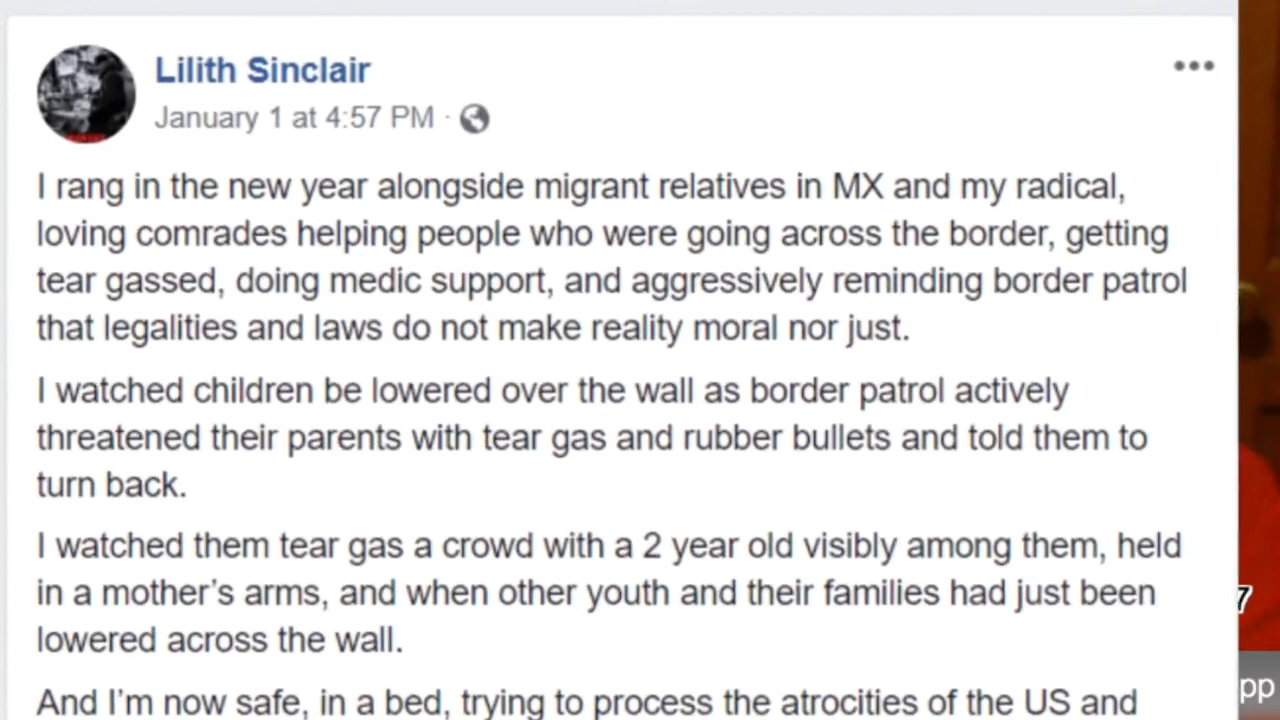 Lilith Sinclair
January 1 at 4:57 PM ·
I rang in the new year alongside migrant relatives in MX and my radical,
loving comrades helping people who were going across the border, getting
tear gassed, doing medic support, and aggressively reminding border patrol
that legalities and laws do not make reality moral nor just.
I watched children be lowered over the wall as border patrol actively
threatened their parents with tear gas and rubber bullets and told them to
turn back.
I watched them tear gas a crowd with a 2 year old visibly among them, held
in a mother's arms, and when other youth and their families had just been
lowered across the wall.
And I'm now safe, in a bed, trying to process the atrocities of the US and
7
pp